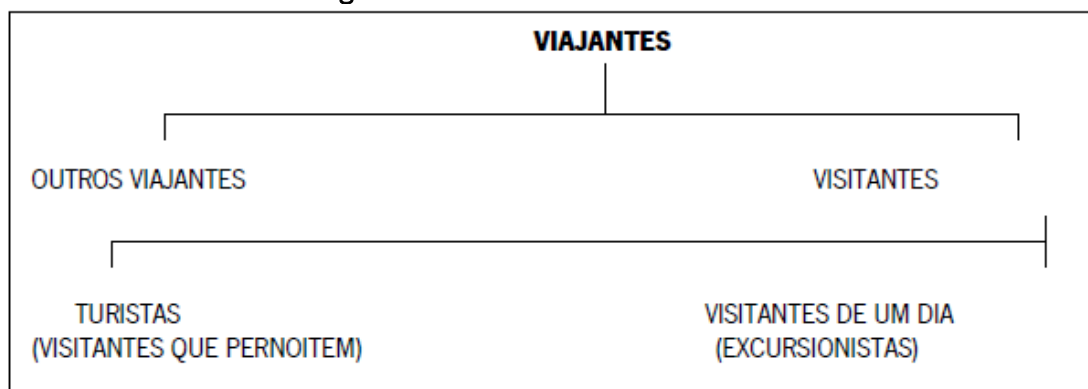 VIAJANTES
OUTROS VIAJANTES VISITANTES
TURISTAS VISITANTES DE UM DIA
(VISITANTES QUE PERNOITEM) (EXCURSIONISTAS)